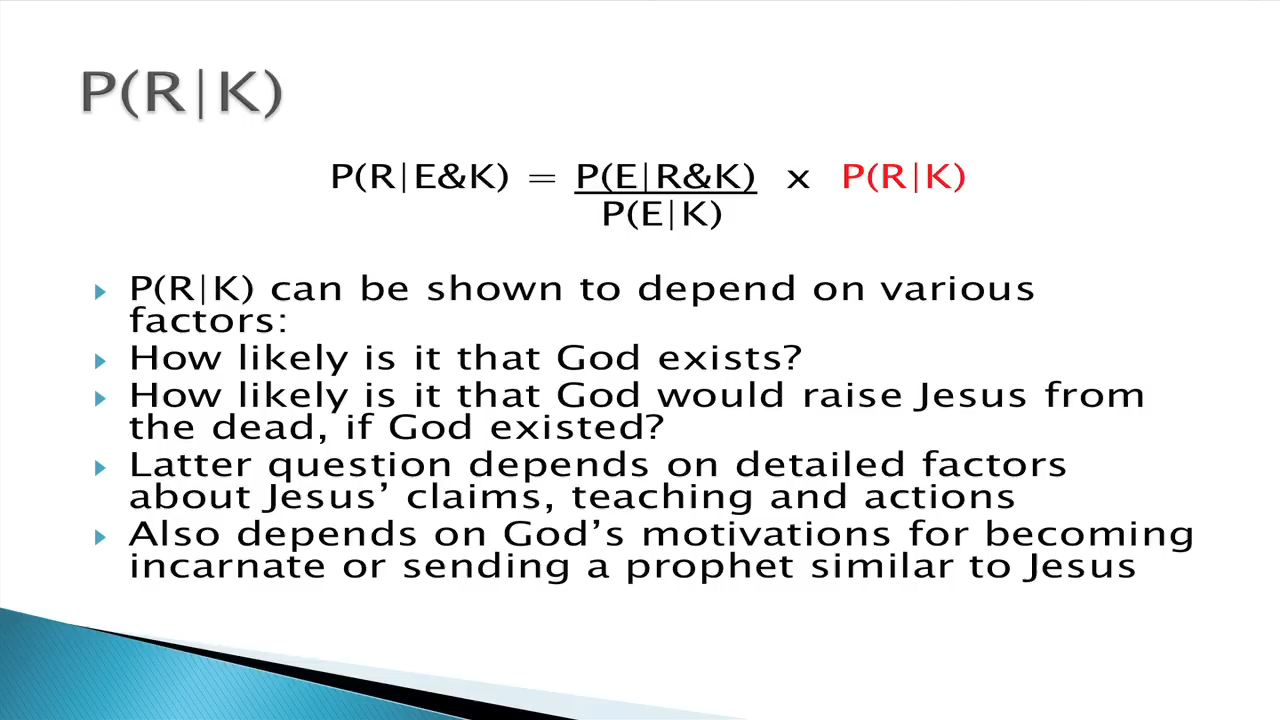 P(R|K)
P(R|E&K) = P(E|R&K) x P(R|K)
P(E|K)
P(R|K) can be shown to depend on various
factors:
How likely is it that God exists?
How likely is it that God would raise Jesus from
the dead, if God existed?
Latter question depends on detailed factors
about Jesus’ claims, teaching and actions
Also depends on God’s motivations for becoming
incarnate or sending a prophet similar to Jesus